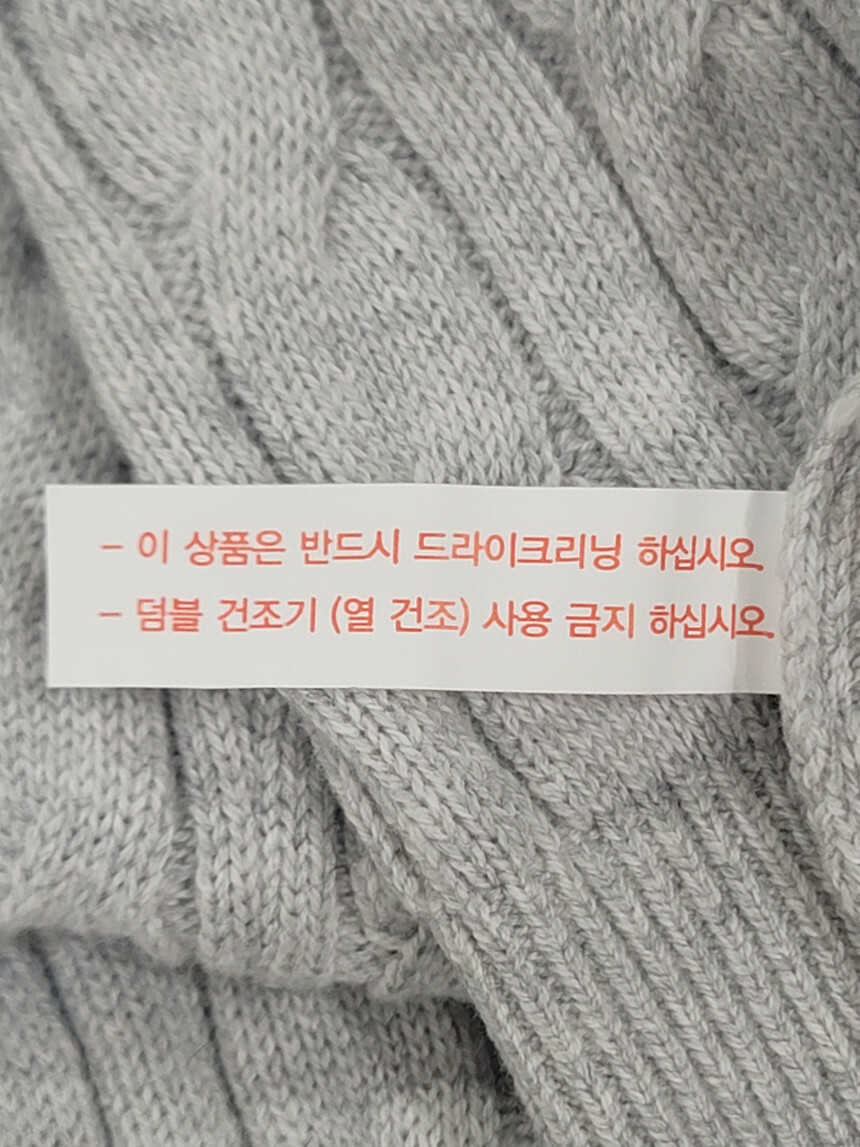 - 이 상품은 반드시 드라이크리닝 하십시오.
- 덤블 건조기 (열 건조) 사용 금지 하십시오.